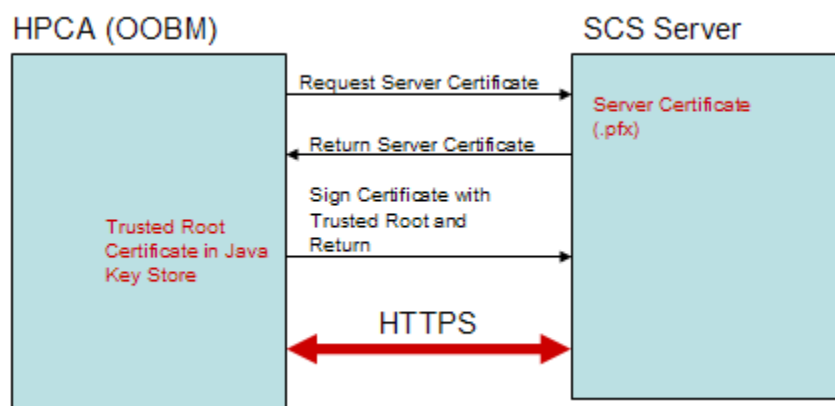 HPCA (OOBM)
SCS Server
Request Server Certificate
Server Certificate
(.pfx)
Return Server Certificate
Sign Certificate with
Trusted Root and
Return
Trusted Root
Certificate in Java
Key Store
HTTPS